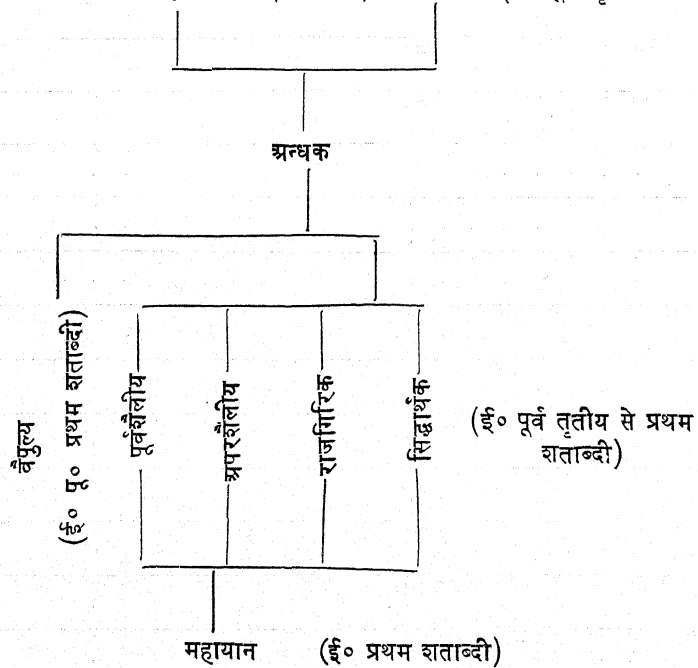 अन्धक
वैपुल्य
(ई० पू० प्रथम शताब्दी)
पूर्वशैलीय
अपरशैलीय
राजगिरिक
सिद्धार्थक
(ई० पूर्व तृतीय से प्रथम
शताब्दी)
महायान (ई० प्रथम शताब्दी)